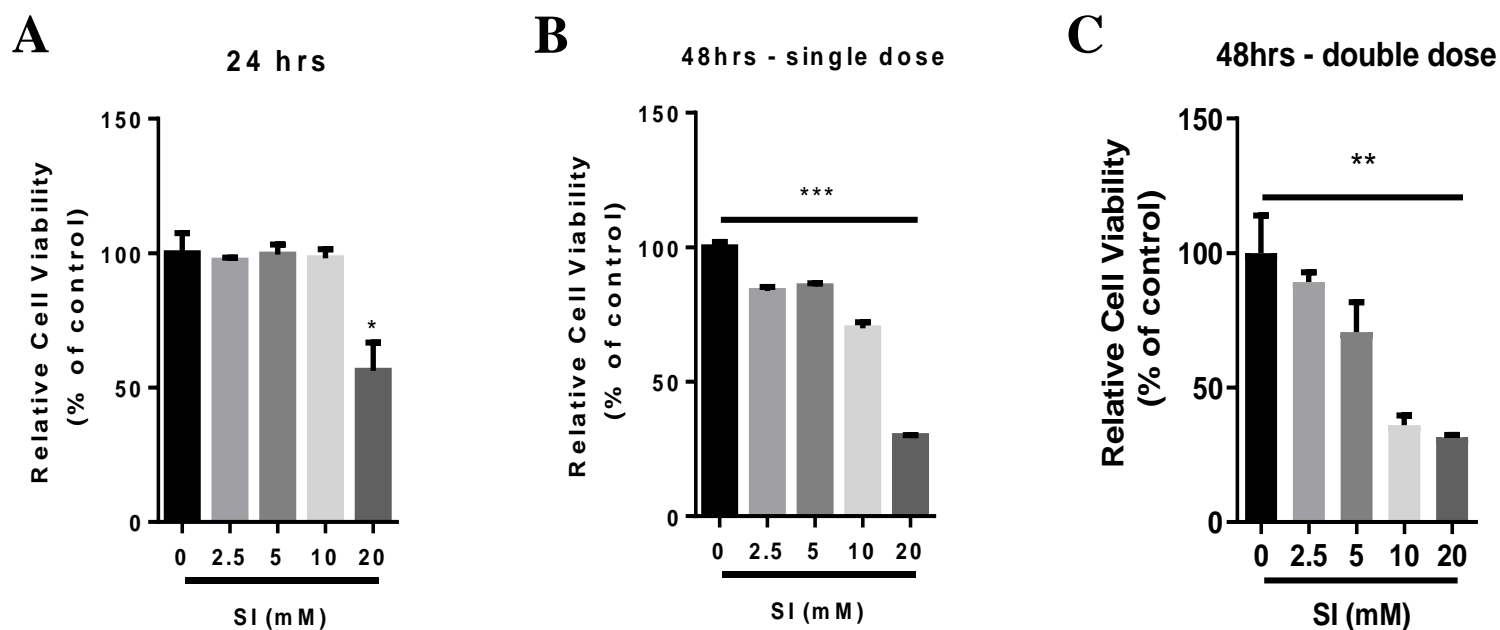 A
24 hrs
Relative Cell Viability
(% of control)
150
100
50
0
*
0 2.5 5 10 20
SI (mM)
B
48hrs - single dose
Relative Cell Viability
(% of control)
150
100
50
0
***
0 2.5 5 10 20
SI (mM)
C
48hrs - double dose
Relative Cell Viability
(% of control)
150
100
50
0
**
0 2.5 5 10 20
SI (mM)